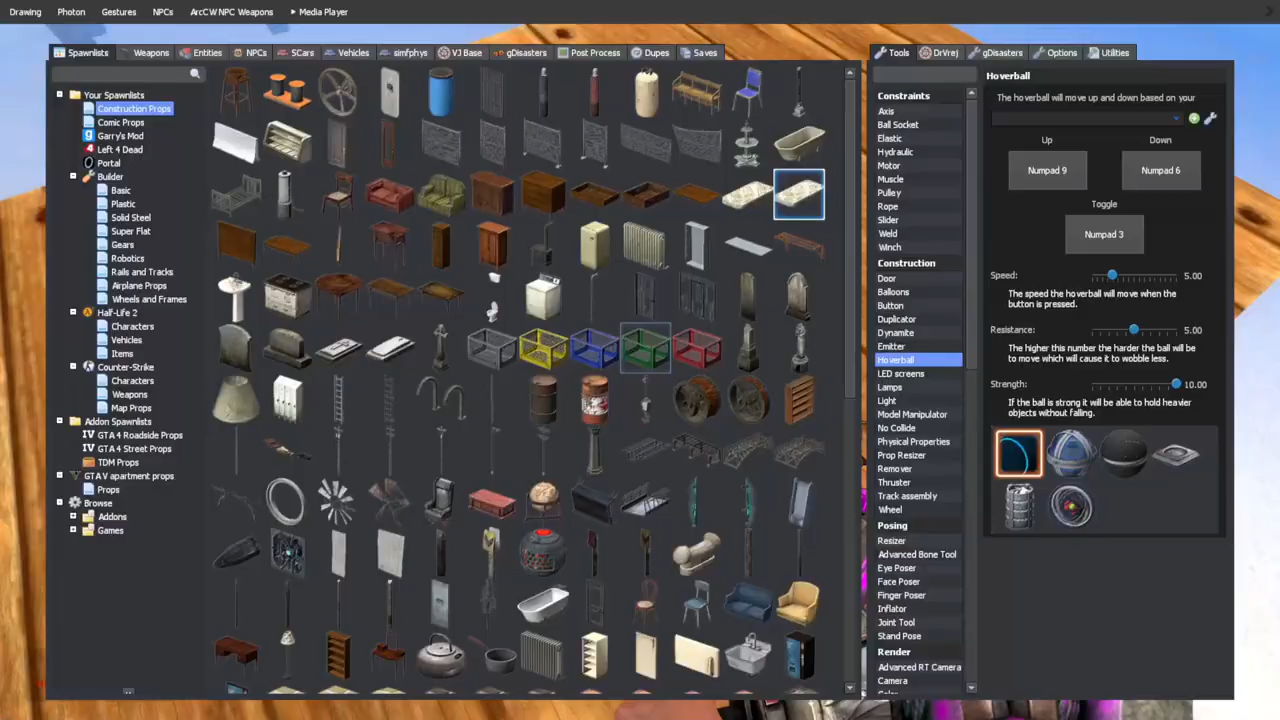 Drawing Photon Gestures NPCs ArcCW NPC Weapons Media Player
Spawnlists Weapons Entities NPCs SCars Vehicles simfphys VJ Base gDisasters Post Process Dupes Saves
Your Spawnlists
Construction Props
Comic Props
Garry's Mod
Left 4 Dead
Portal
Builder
Basic
Plastic
Solid Steel
Super Flat
Gears
Robotics
Rails and Tracks
Airplane Props
Wheels and Frames
Half-Life 2
Characters
Vehicles
Items
Counter-Strike
Characters
Weapons
Map Props
Addon Spawnlists
GTA 4 Roadside Props
GTA 4 Street Props
TDM Props
GTA V apartment props
Props
Browse
Addons
Games
Tools DrVrej gDisasters Options Utilities
Constraints
Axis
Ball Socket
Elastic
Hydraulic
Motor
Muscle
Pulley
Rope
Slider
Weld
Winch
Construction
Door
Balloons
Button
Duplicator
Dynamite
Emitter
Hoverball
LED screens
Lamps
Light
Model Manipulator
No Collide
Physical Properties
Prop Resizer
Remover
Thruster
Track assembly
Wheel
Posing
Resizer
Advanced Bone Tool
Eye Poser
Face Poser
Finger Poser
Inflator
Joint Tool
Stand Pose
Render
Advanced RT Camera
Camera
Hoverball
The hoverball will move up and down based on your
Up Down
Numpad 9 Numpad 6
Toggle
Numpad 3
Speed: 5.00
The speed the hoverball will move when the
button is pressed.
Resistance: 5.00
The higher this number the harder the ball will be
to move which will cause it to wobble less.
Strength: 10.00
If the ball is strong it will be able to hold heavier
objects without falling.